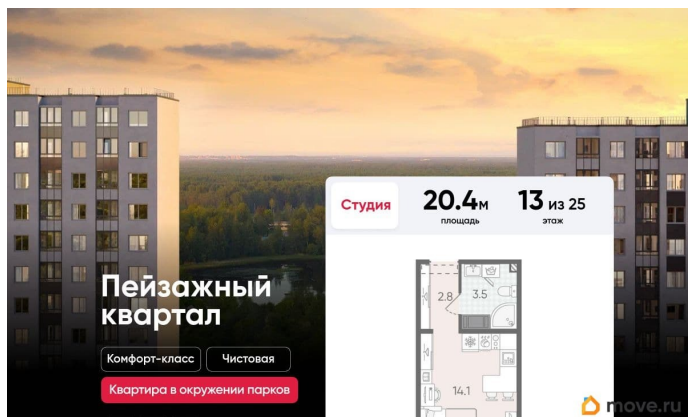 Студия
20.4м
площадь
13 из 25
этаж
Пейзажный
квартал
Комфорт-класс
Чистовая
Квартира в окружении парков
2.8
3.5
14.1
move.ru